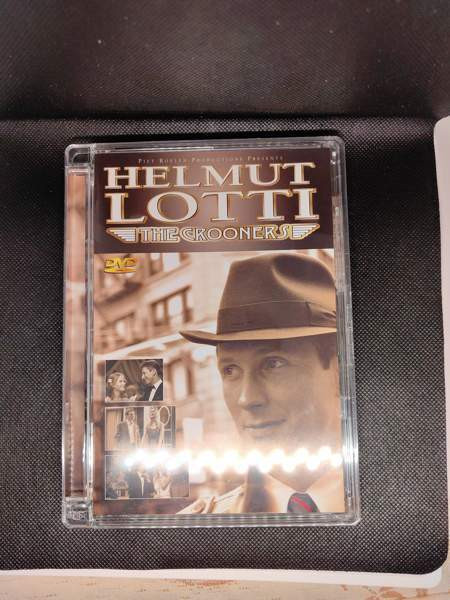 PIET ROELEN PRODUCTIONS PRESENTS
HELMUT
LOTTI
THE CROONERS
DVD